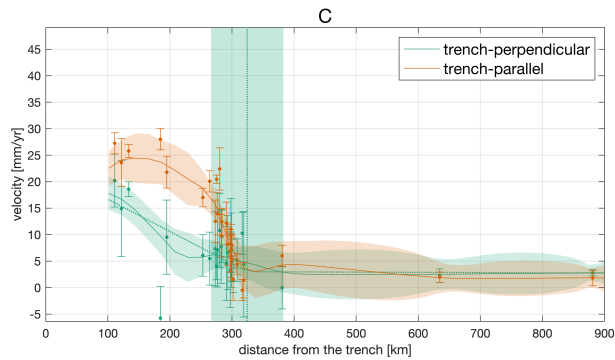 C
trench-perpendicular
trench-parallel
45
40
35
30
25
20
15
10
5
0
-5
velocity [mm/yr]
0 100 200 300 400 500 600 700 800 900
distance from the trench [km]